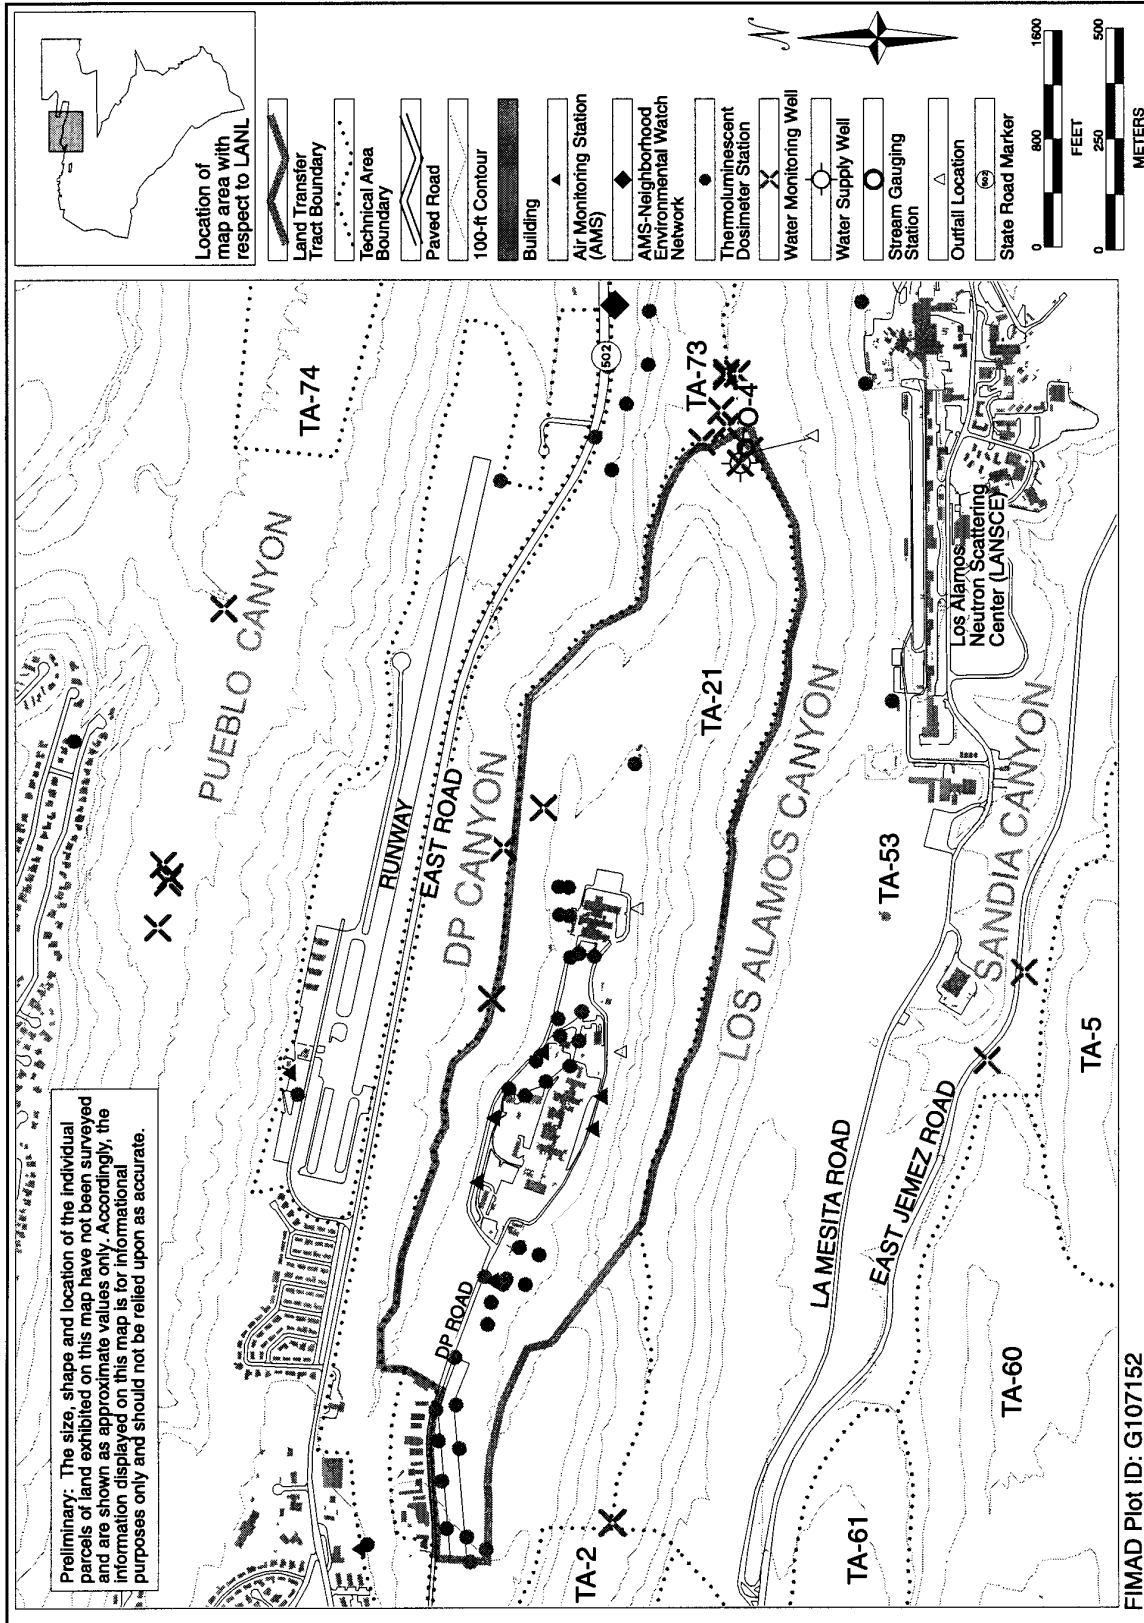 Preliminary: The size, shape and location of the individual
parcels of land exhibited on this map have not been surveyed
and are shown as approximate values only. Accordingly, the
information displayed on this map is for informational
purposes only and should not be relied upon as accurate.
PUEBLO CANYON
TA-74
RUNWAY
EAST ROAD
502
DP CANYON
DP ROAD
TA-73
O-4
TA-21
TA-2
LOS ALAMOS CANYON
LA MESITA ROAD
TA-53
Los Alamos
Neutron Scattering
Center (LANSCE)
EAST JEMEZ ROAD
SANDIA CANYON
TA-61
TA-60
TA-5
FIMAD Plot ID: G107152
Location of
map area with
respect to LANL
Land Transfer
Tract Boundary
Technical Area
Boundary
Paved Road
100-ft Contour
Building
Air Monitoring Station
(AMS)
AMS-Neighborhood
Environmental Watch
Network
Thermoluminescent
Dosimeter Station
Water Monitoring Well
Water Supply Well
Stream Gauging
Station
Outfall Location
502
State Road Marker
N
0 800 1600
FEET
0 250 500
METERS